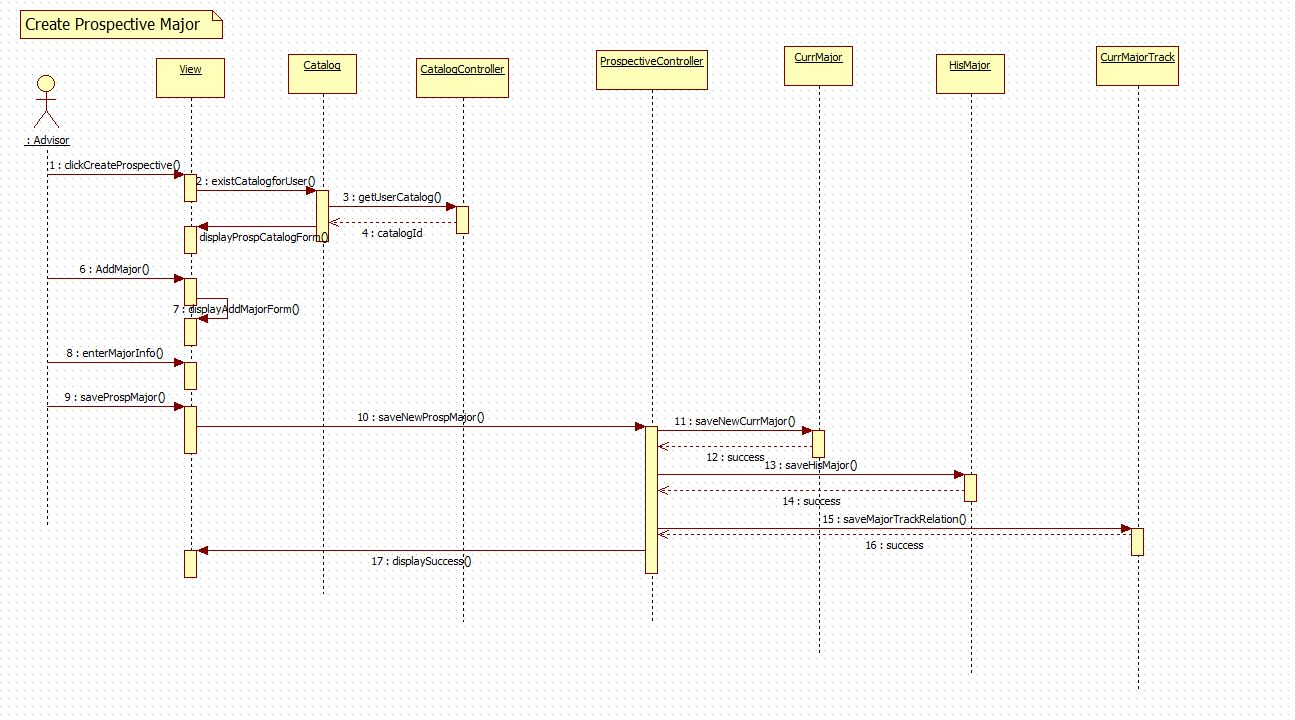 Create Prospective Major
View
Catalog
CatalogController
ProspectiveController
CurrMajor
HisMajor
CurrMajorTrack
: Advisor
1 : clickCreateProspective()
2 : existCatalogforUser()
3 : getUserCatalog()
4 : catalogId
displayProspCatalogForm()
6 : AddMajor()
7 : displayAddMajorForm()
8 : enterMajorInfo()
9 : saveProspMajor()
10 : saveNewProspMajor()
11 : saveNewCurrMajor()
12 : success
13 : saveHisMajor()
14 : success
15 : saveMajorTrackRelation()
16 : success
17 : displaySuccess()